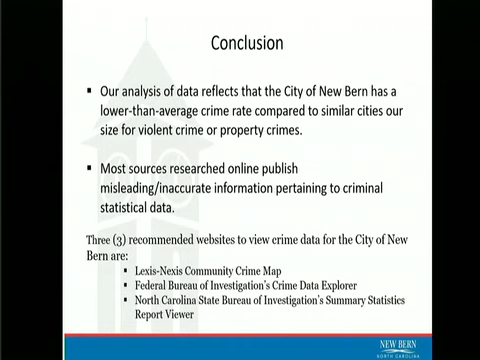 Conclusion
▪ Our analysis of data reflects that the City of New Bern has a
lower-than-average crime rate compared to similar cities our
size for violent crime or property crimes.
▪ Most sources researched online publish
misleading/inaccurate information pertaining to criminal
statistical data.
Three (3) recommended websites to view crime data for the City of New
Bern are:
▪ Lexis-Nexis Community Crime Map
▪ Federal Bureau of Investigation's Crime Data Explorer
▪ North Carolina State Bureau of Investigation's Summary Statistics
Report Viewer
NEW BERN
NORTH CAROLINA